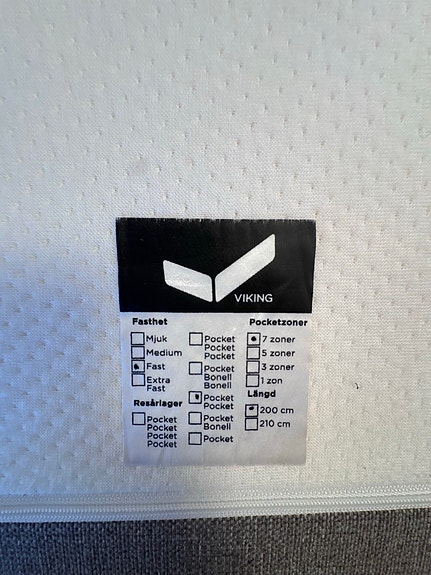 VIKING
Fasthet
Mjuk
Medium
Fast
Extra
Fast
Resårlager
Pocket
Pocket
Pocket
Pocket
Pocket
Pocket
Pocket
Pocket
Bonell
Bonell
Pocket
Pocket
Pocket
Bonell
Pocket
Pocketzoner
7 zoner
5 zoner
3 zoner
1 zon
Längd
200 cm
210 cm